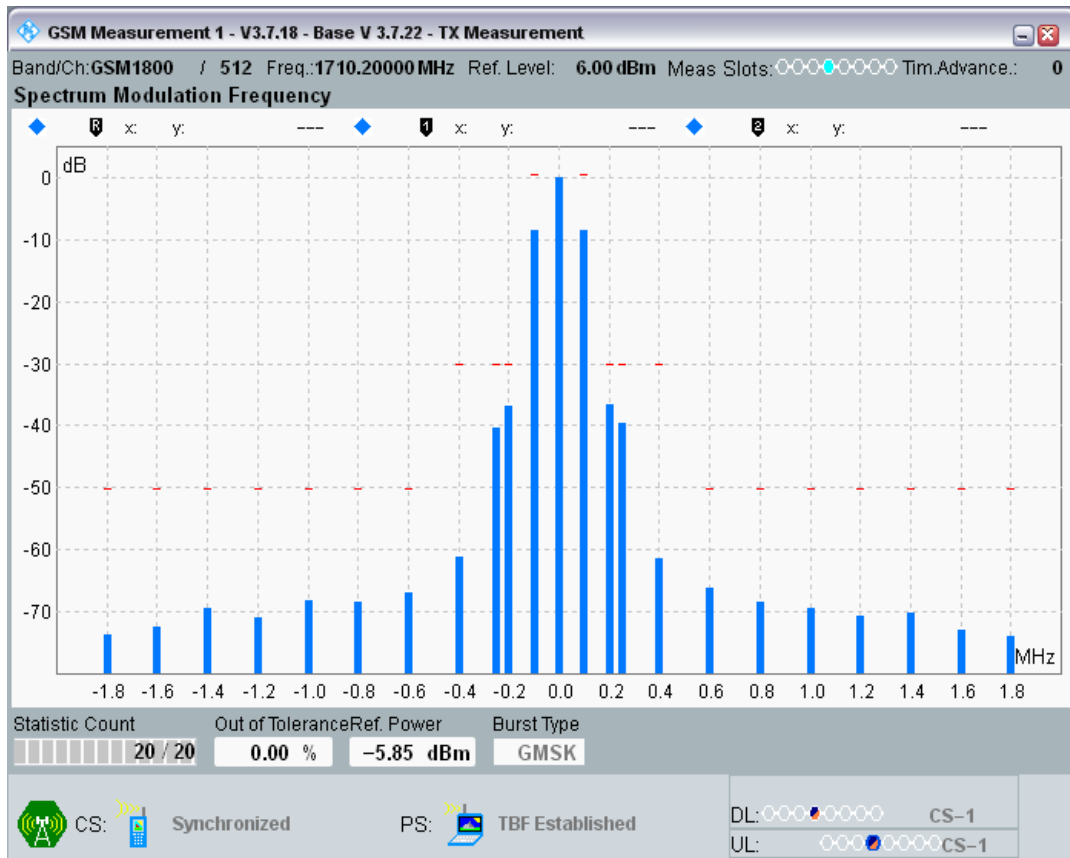 GSM Measurement 1 - V3.7.18 - Base V 3.7.22 - TX Measurement
Band/Ch:GSM1800 / 512 Freq.:1710.20000 MHz Ref. Level: 6.00 dBm Meas Slots: Tim.Advance.: 0
Spectrum Modulation Frequency
R x: y: --- 1 x: y: --- 2 x: y: ---
dB
0
-10
-20
-30
-40
-50
-60
-70
MHz
-1.8 -1.6 -1.4 -1.2 -1.0 -0.8 -0.6 -0.4 -0.2 0.0 0.2 0.4 0.6 0.8 1.0 1.2 1.4 1.6 1.8
Statistic Count Out of Tolerance Ref. Power Burst Type
20 / 20 0.00 % −5.85 dBm GMSK
CS: Synchronized PS: TBF Established
DL: CS−1
UL: CS−1